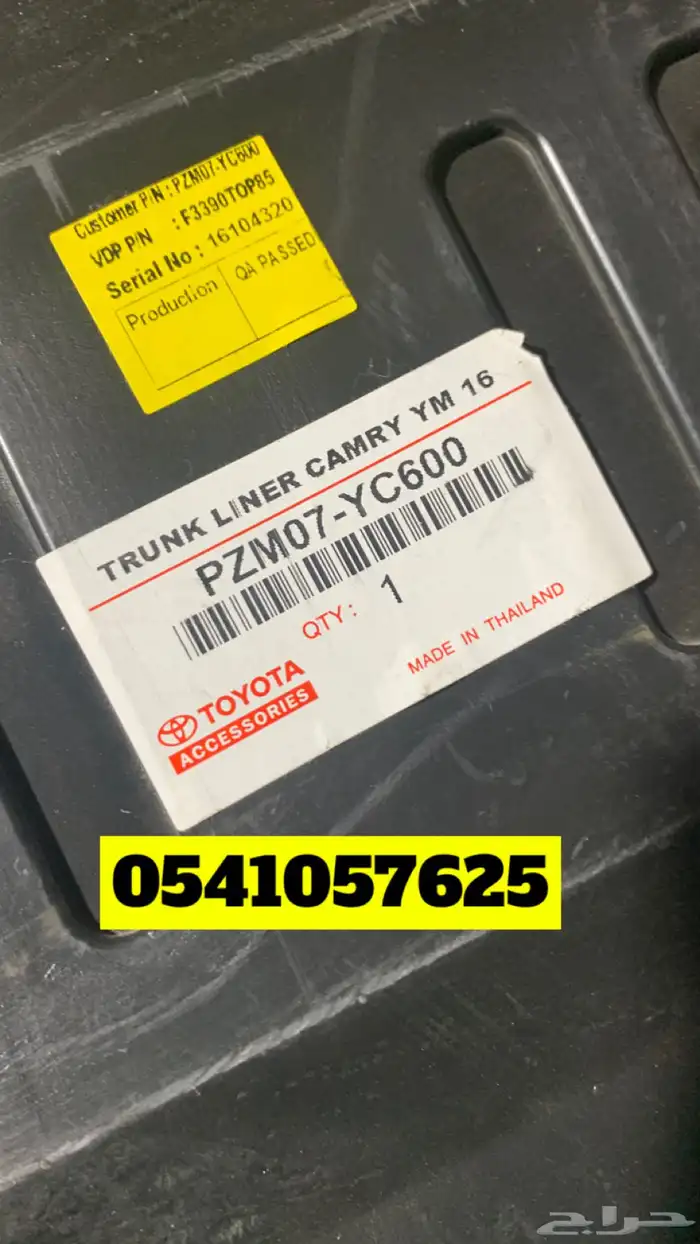 Customer P/N : PZM07-YC600
VDP P/N : F3390TOP85
Serial No : 16104320
Production
QA PASSED
TRUNK LINER CAMRY YM 16
PZM07-YC600
QTY : 1
MADE IN THAILAND
TOYOTA
ACCESSORIES
0541057625
حراج